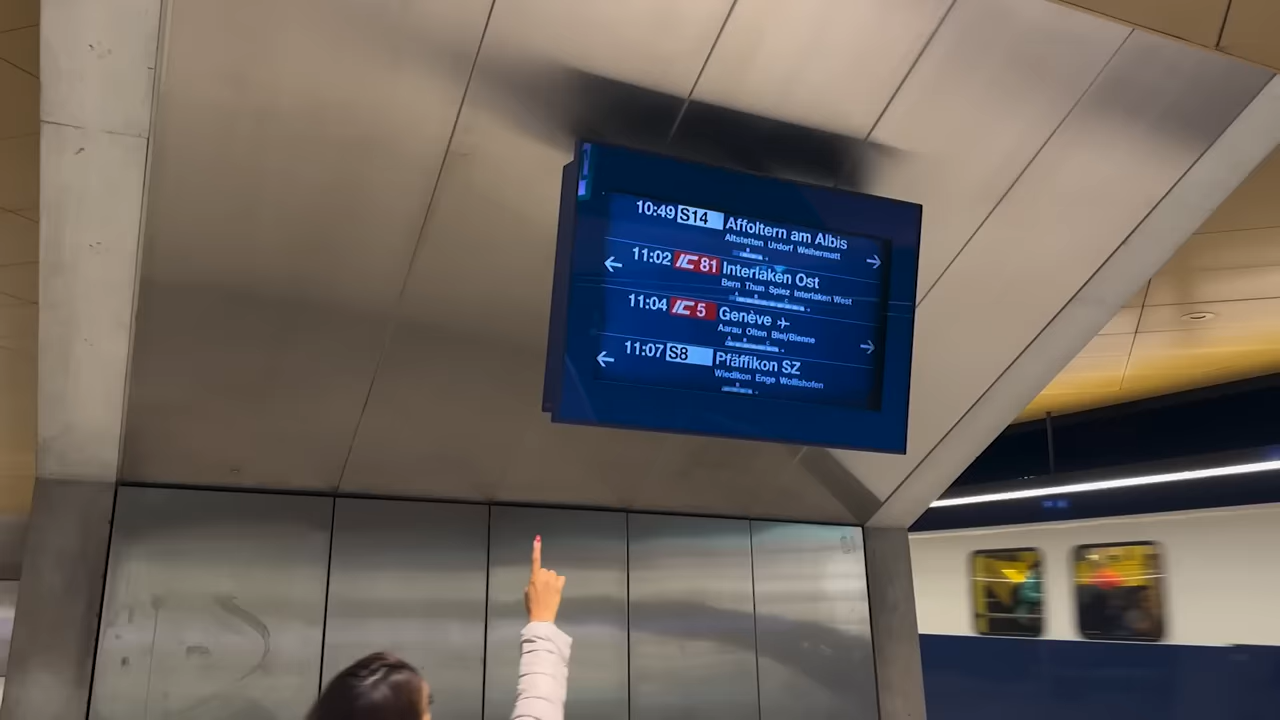 10:49 S14 Affoltern am Albis
Altstetten Urdorf Weihermatt
11:02 IC 81 Interlaken Ost
Bern Thun Spiez Interlaken West
11:04 IC 5 Genève
Aarau Olten Biel/Bienne
11:07 S8 Pfäffikon SZ
Wiedikon Enge Wollishofen